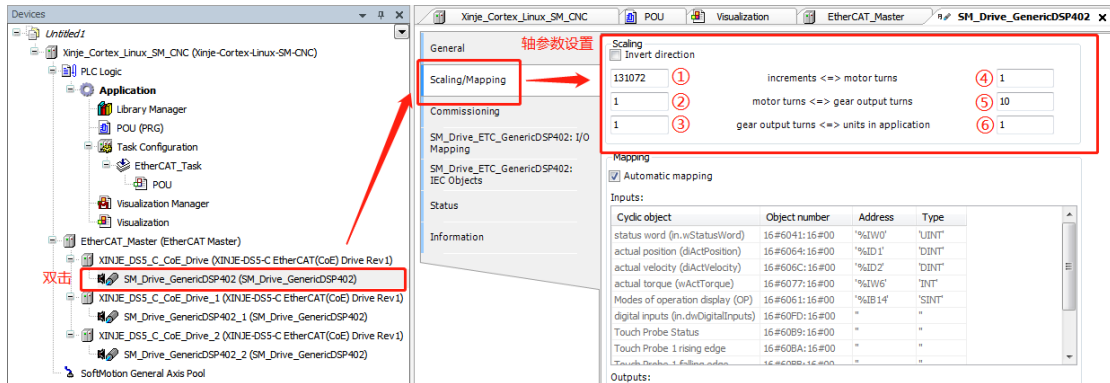 Devices
Untitled1
Xinje_Cortex_Linux_SM_CNC (Xinje-Cortex-Linux-SM-CNC)
PLC Logic
Application
Library Manager
POU (PRG)
Task Configuration
EtherCAT_Task
POU
Visualization Manager
Visualization
EtherCAT_Master (EtherCAT Master)
XINJE_DS5_C_CoE_Drive (XINJE-DS5-C EtherCAT(CoE) Drive Rev1)
双击
SM_Drive_GenericDSP402 (SM_Drive_GenericDSP402)
XINJE_DS5_C_CoE_Drive_1 (XINJE-DS5-C EtherCAT(CoE) Drive Rev1)
SM_Drive_GenericDSP402_1 (SM_Drive_GenericDSP402)
XINJE_DS5_C_CoE_Drive_2 (XINJE-DS5-C EtherCAT(CoE) Drive Rev1)
SM_Drive_GenericDSP402_2 (SM_Drive_GenericDSP402)
SoftMotion General Axis Pool
Xinje_Cortex_Linux_SM_CNC POU Visualization EtherCAT_Master SM_Drive_GenericDSP402
General
Scaling/Mapping
Commissioning
SM_Drive_ETC_GenericDSP402: I/O
Mapping
SM_Drive_ETC_GenericDSP402:
IEC Objects
Status
Information
轴参数设置
Scaling
Invert direction
131072 ① increments <=> motor turns ④ 1
1 ② motor turns <=> gear output turns ⑤ 10
1 ③ gear output turns <=> units in application ⑥ 1
Mapping
Automatic mapping
Inputs:
Cyclic object Object number Address Type
status word (in.wStatusWord) 16#6041:16#00 '%IW0' 'UINT'
actual position (diActPosition) 16#6064:16#00 '%ID1' 'DINT'
actual velocity (diActVelocity) 16#606C:16#00 '%ID2' 'DINT'
actual torque (wActTorque) 16#6077:16#00 '%IW6' 'INT'
Modes of operation display (OP) 16#6061:16#00 '%IB14' 'SINT'
digital inputs (in.dwDigitalInputs) 16#60FD:16#00 '' ''
Touch Probe Status 16#60B9:16#00 '' ''
Touch Probe 1 rising edge 16#60BA:16#00 '' ''
Touch Probe 1 falling edge 16#60BB:16#00 '' ''
Outputs: